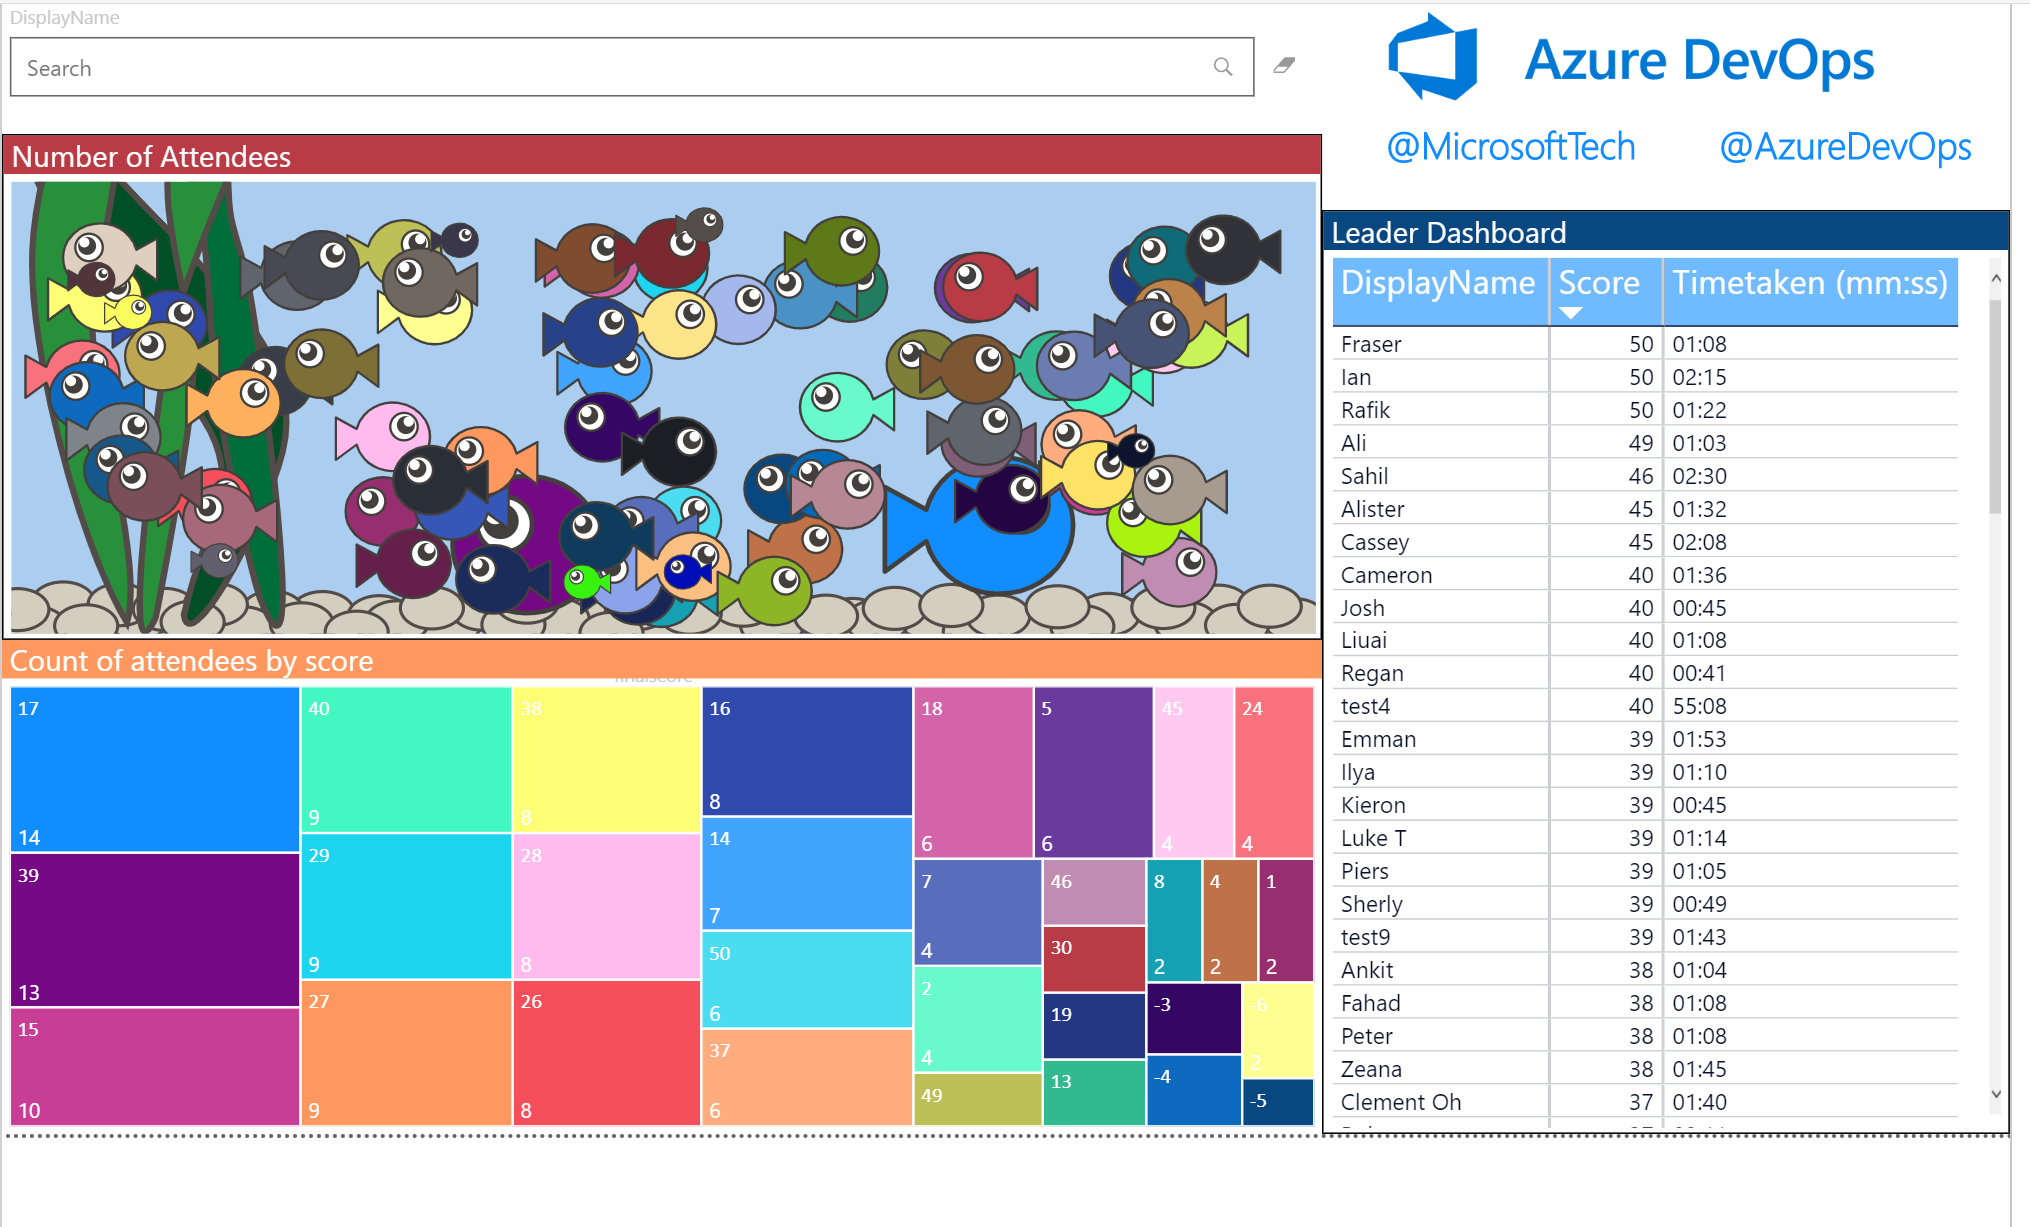 DisplayName
Search
Azure DevOps
@MicrosoftTech @AzureDevOps
Number of Attendees
Count of attendees by score
finalscore
17
14
39
13
15
10
40
9
29
9
27
9
38
8
28
8
26
8
16
8
14
7
50
6
37
6
18
6
5
6
45
4
24
4
7
4
2
4
49
46
30
19
13
8
2
4
2
1
2
-3
-4
-6
2
-5
Leader Dashboard
DisplayName Score Timetaken (mm:ss)
Fraser 50 01:08
Ian 50 02:15
Rafik 50 01:22
Ali 49 01:03
Sahil 46 02:30
Alister 45 01:32
Cassey 45 02:08
Cameron 40 01:36
Josh 40 00:45
Liuai 40 01:08
Regan 40 00:41
test4 40 55:08
Emman 39 01:53
Ilya 39 01:10
Kieron 39 00:45
Luke T 39 01:14
Piers 39 01:05
Sherly 39 00:49
test9 39 01:43
Ankit 38 01:04
Fahad 38 01:08
Peter 38 01:08
Zeana 38 01:45
Clement Oh 37 01:40